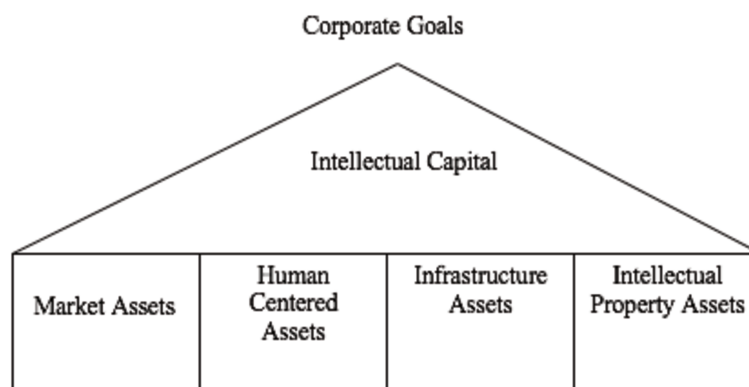 Corporate Goals
Intellectual Capital
Market Assets
Human
Centered
Assets
Infrastructure
Assets
Intellectual
Property Assets